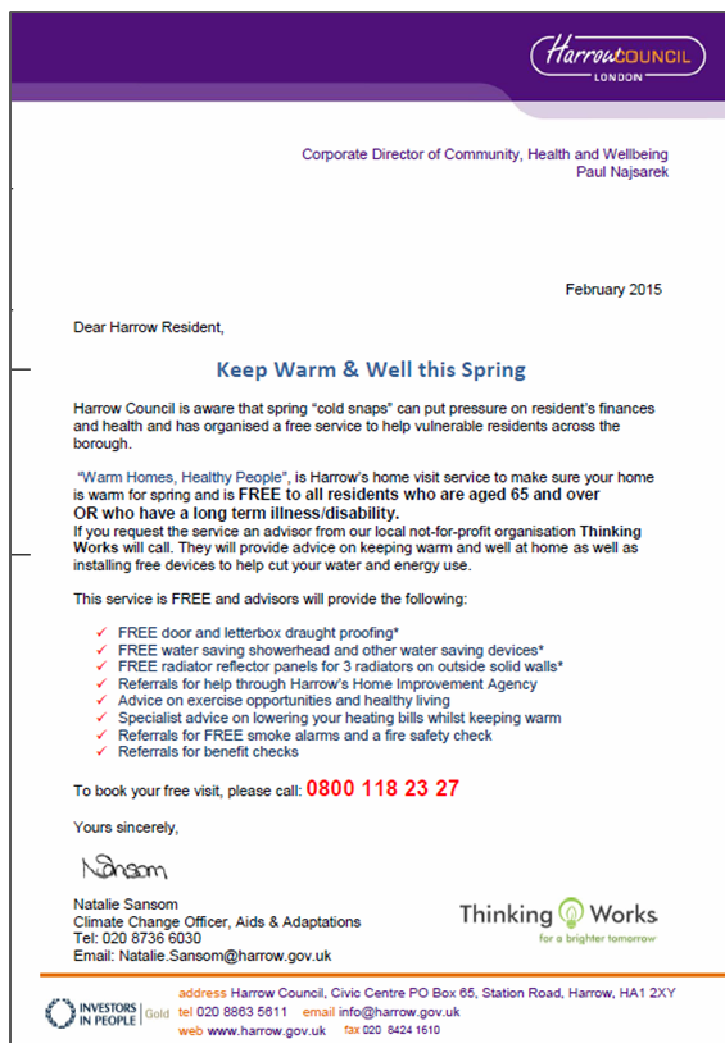 HarrowCOUNCIL
LONDON
Corporate Director of Community, Health and Wellbeing
Paul Najsarek
February 2015
Dear Harrow Resident,
Keep Warm & Well this Spring
Harrow Council is aware that spring “cold snaps” can put pressure on resident’s finances
and health and has organised a free service to help vulnerable residents across the
borough.
“Warm Homes, Healthy People”, is Harrow’s home visit service to make sure your home
is warm for spring and is FREE to all residents who are aged 65 and over
OR who have a long term illness/disability.
If you request the service an advisor from our local not-for-profit organisation Thinking
Works will call. They will provide advice on keeping warm and well at home as well as
installing free devices to help cut your water and energy use.
This service is FREE and advisors will provide the following:
✓ FREE door and letterbox draught proofing*
✓ FREE water saving showerhead and other water saving devices*
✓ FREE radiator reflector panels for 3 radiators on outside solid walls*
✓ Referrals for help through Harrow’s Home Improvement Agency
✓ Advice on exercise opportunities and healthy living
✓ Specialist advice on lowering your heating bills whilst keeping warm
✓ Referrals for FREE smoke alarms and a fire safety check
✓ Referrals for benefit checks
To book your free visit, please call: 0800 118 23 27
Yours sincerely,
NSansom
Natalie Sansom
Climate Change Officer, Aids & Adaptations
Tel: 020 8736 6030
Email: Natalie.Sansom@harrow.gov.uk
Thinking Works
for a brighter tomorrow
INVESTORS IN PEOPLE Gold
address Harrow Council, Civic Centre PO Box 65, Station Road, Harrow, HA1 2XY
tel 020 8863 5611 email info@harrow.gov.uk
web www.harrow.gov.uk fax 020 8424 1610